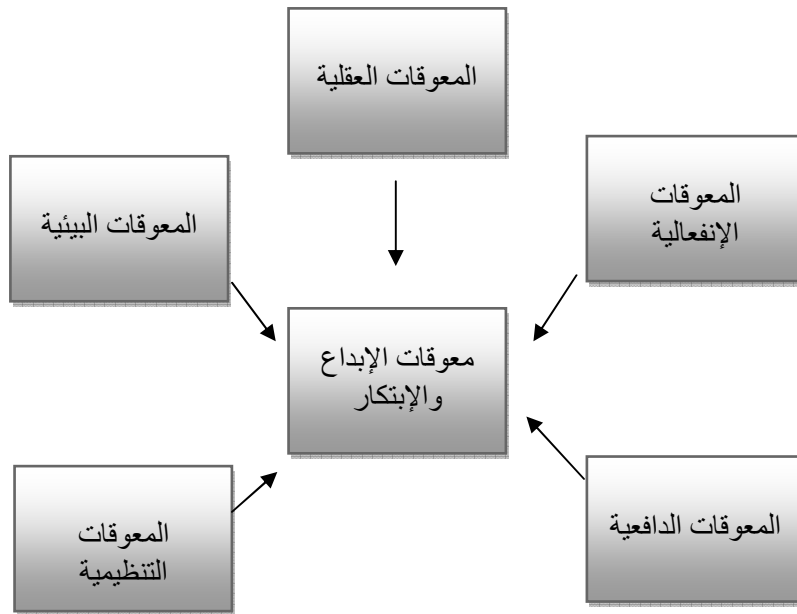 المعوقات العقلية
المعوقات
الإنفعالية
المعوقات البيئية
معوقات الإبداع
والإبتكار
المعوقات الدافعية
المعوقات
التنظيمية